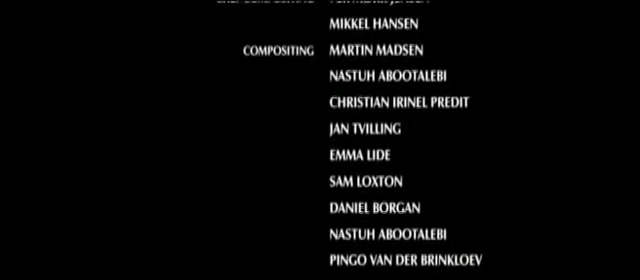 MIKKEL HANSEN
COMPOSITING MARTIN MADSEN
NASTUH ABOOTALEBI
CHRISTIAN IRINEL PREDIT
JAN TVILLING
EMMA LIDE
SAM LOXTON
DANIEL BORGAN
NASTUH ABOOTALEBI
PINGO VAN DER BRINKLOEV